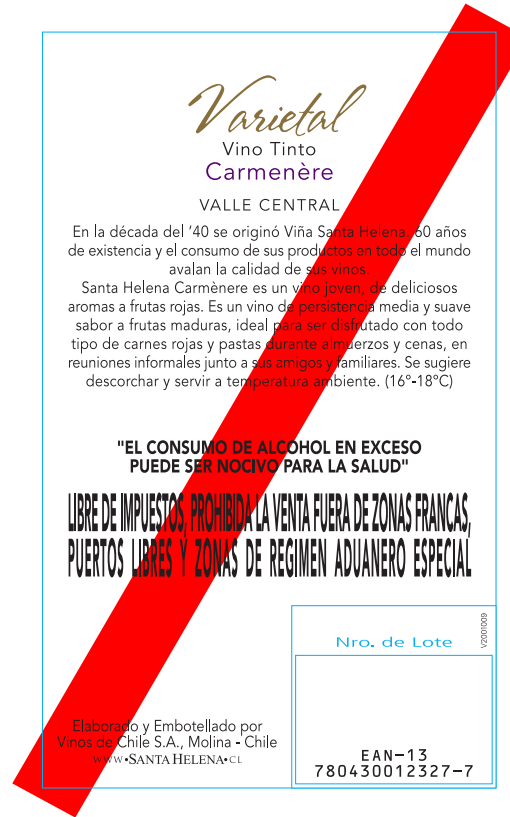 Varietal
Vino Tinto
Carmenère
VALLE CENTRAL
En la década del '40 se originó Viña Santa Helena, 60 años
de existencia y el consumo de sus productos en todo el mundo
avalan la calidad de sus vinos.
Santa Helena Carmènere es un vino joven, de deliciosos
aromas a frutas rojas. Es un vino de persistencia media y suave
sabor a frutas maduras, ideal para ser disfrutado con todo
tipo de carnes rojas y pastas durante almuerzos y cenas, en
reuniones informales junto a sus amigos y familiares. Se sugiere
descorchar y servir a temperatura ambiente. (16°-18°C)
"EL CONSUMO DE ALCOHOL EN EXCESO
PUEDE SER NOCIVO PARA LA SALUD"
LIBRE DE IMPUESTOS, PROHIBIDA LA VENTA FUERA DE ZONAS FRANCAS,
PUERTOS LIBRES Y ZONAS DE REGIMEN ADUANERO ESPECIAL
Nro. de Lote
V2001009
Elaborado y Embotellado por
Vinos de Chile S.A., Molina - Chile
WWW•SANTA HELENA•CL
EAN-13
780430012327-7